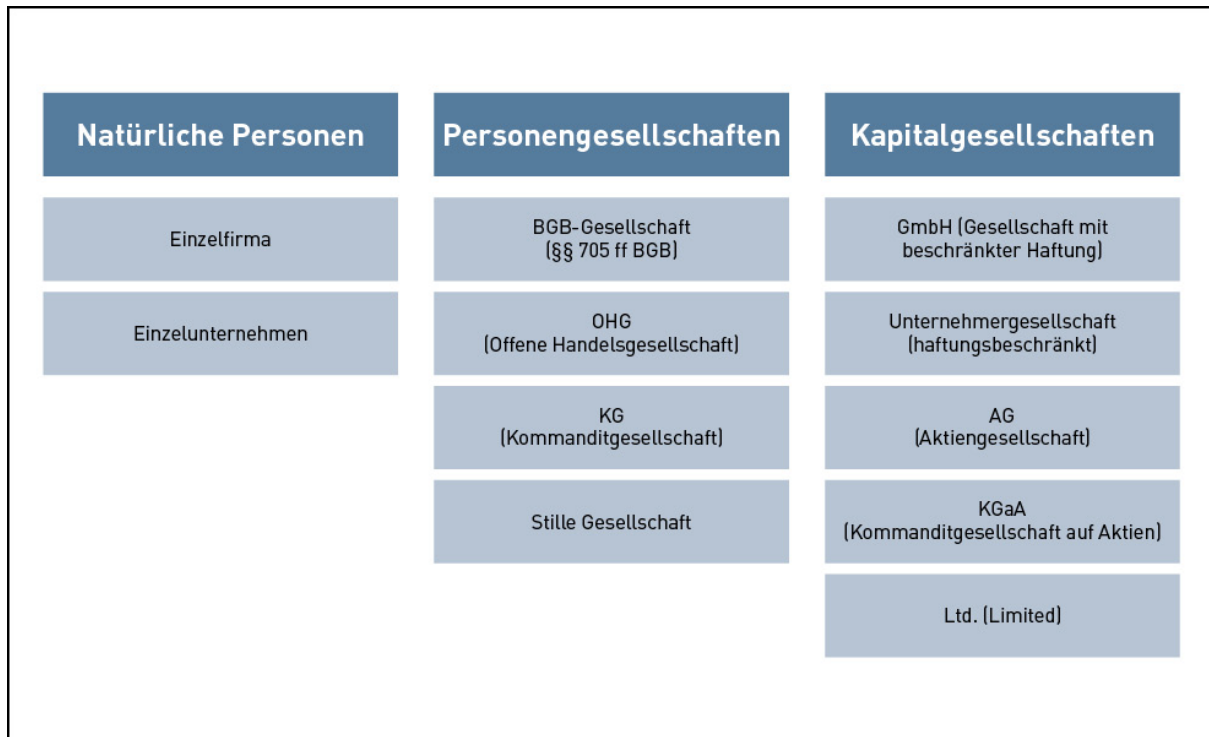 Natürliche Personen
Einzelfirma
Einzelunternehmen
Personengesellschaften
BGB-Gesellschaft
(§§ 705 ff BGB)
OHG
(Offene Handelsgesellschaft)
KG
(Kommanditgesellschaft)
Stille Gesellschaft
Kapitalgesellschaften
GmbH (Gesellschaft mit
beschränkter Haftung)
Unternehmergesellschaft
(haftungsbeschränkt)
AG
(Aktiengesellschaft)
KGaA
(Kommanditgesellschaft auf Aktien)
Ltd. (Limited)